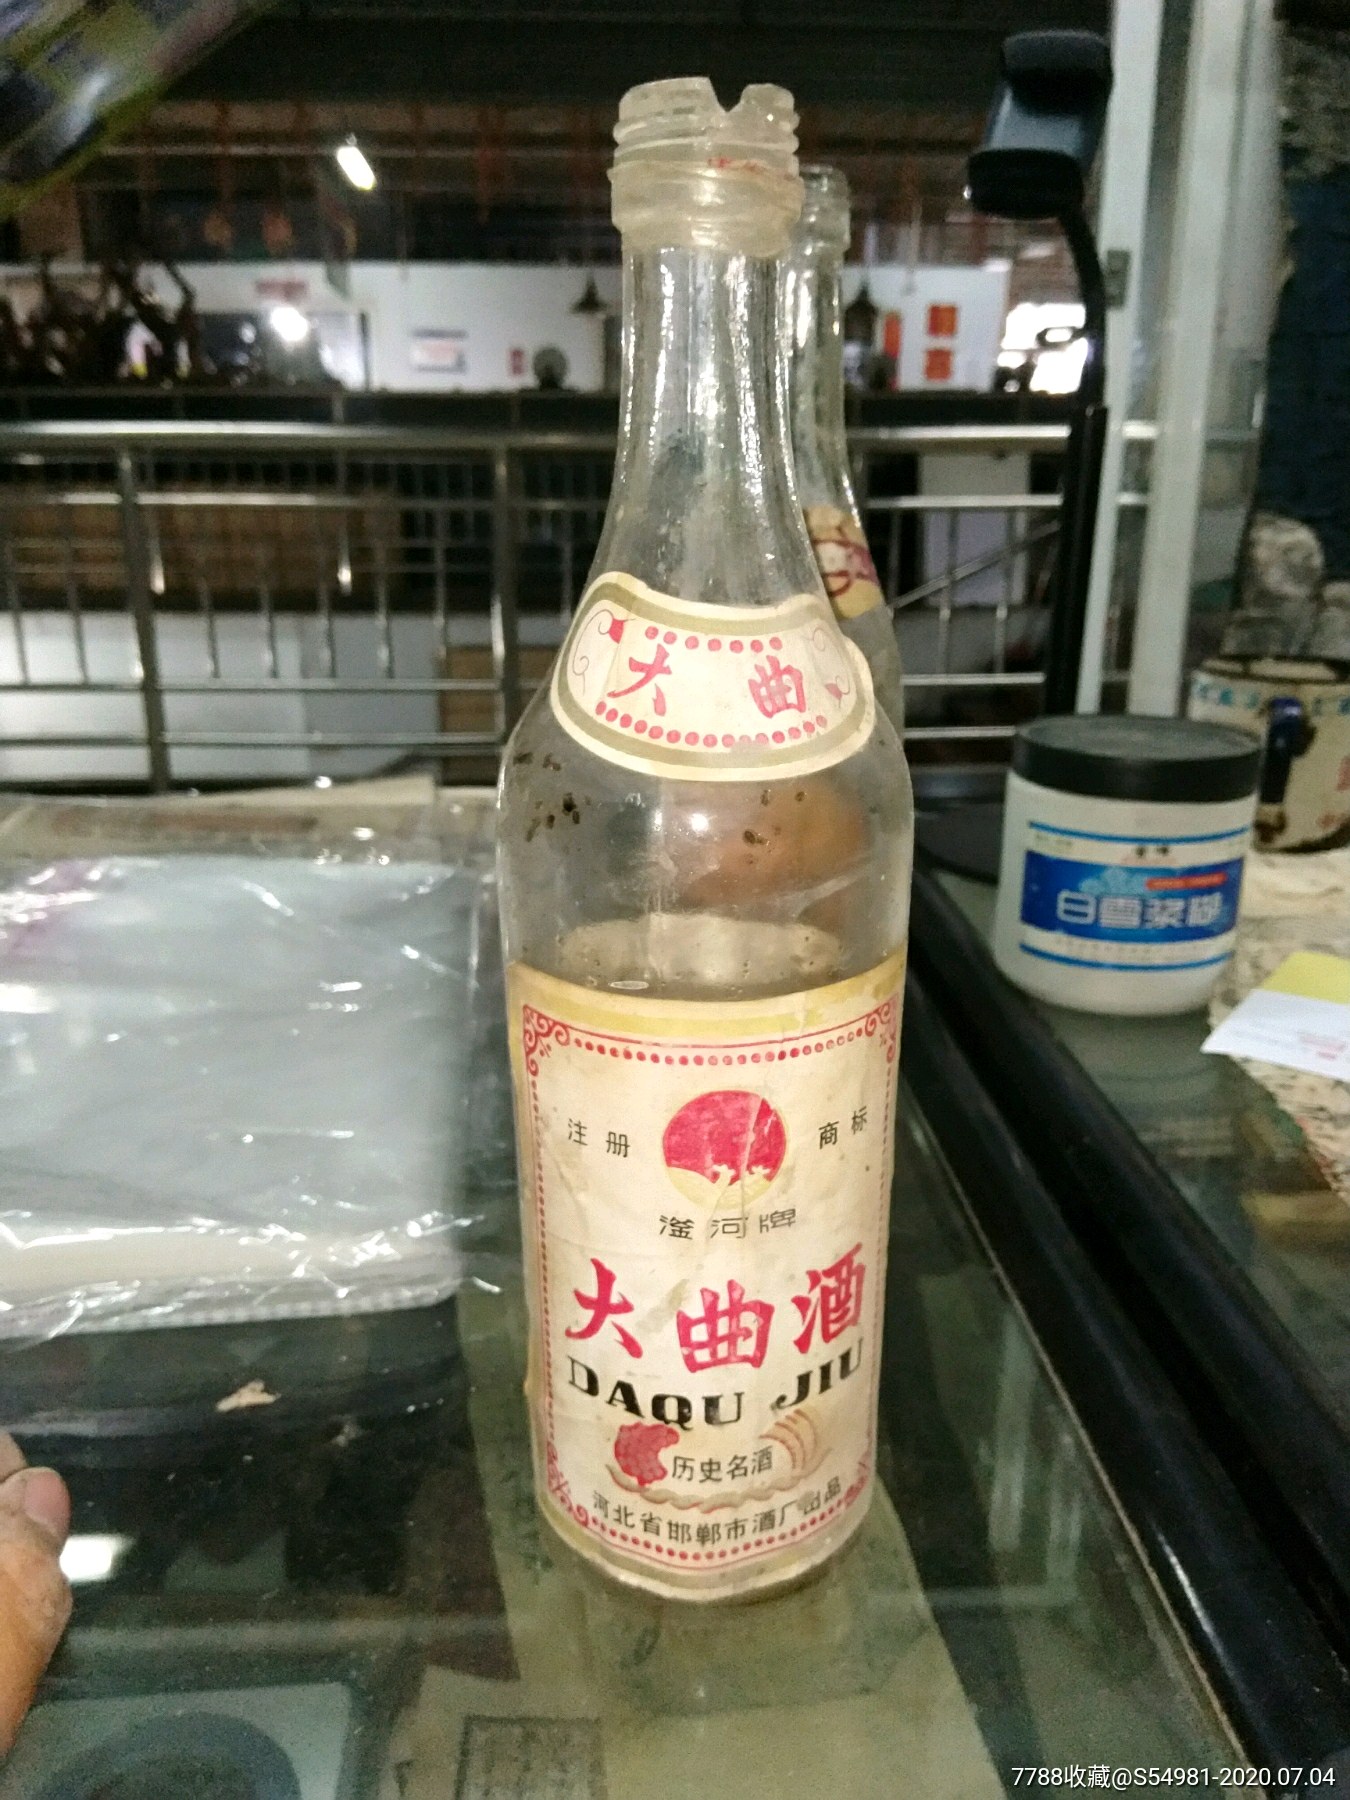 大曲
注册 商标
滏河牌
大曲酒
DAQU JIU
历史名酒
河北省邯郸市酒厂出品
白雪浆糊
7788收藏@S54981-2020.07.04